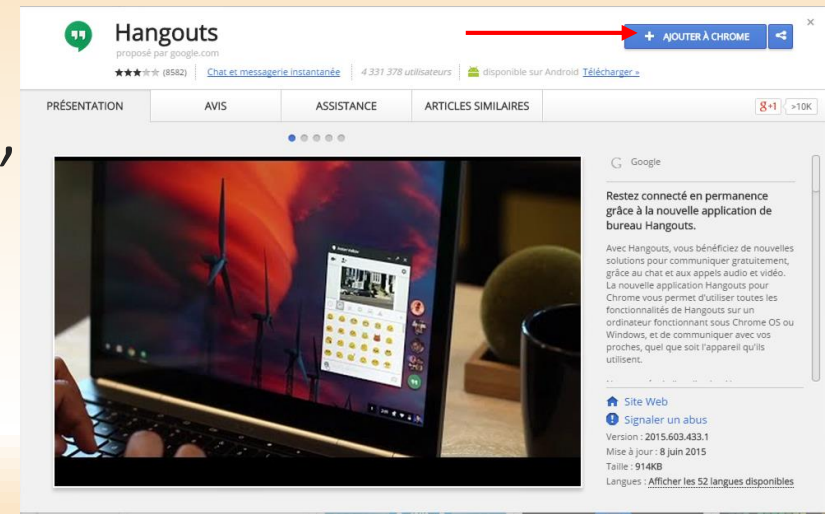 Hangouts
proposé par google.com
(8582) Chat et messagerie instantanée 4 331 378 utilisateurs disponible sur Android Télécharger »
+ AJOUTER À CHROME
PRÉSENTATION AVIS ASSISTANCE ARTICLES SIMILAIRES
g+1 >10K
,
G Google
Restez connecté en permanence
grâce à la nouvelle application de
bureau Hangouts.
Avec Hangouts, vous bénéficiez de nouvelles
solutions pour communiquer gratuitement,
grâce au chat et aux appels audio et vidéo.
La nouvelle application Hangouts pour
Chrome vous permet d'utiliser toutes les
fonctionnalités de Hangouts sur un
ordinateur fonctionnant sous Chrome OS ou
Windows, et de communiquer avec vos
proches, quel que soit l'appareil qu'ils
utilisent.
Site Web
Signaler un abus
Version : 2015.603.433.1
Mise à jour : 8 juin 2015
Taille : 914KB
Langues : Afficher les 52 langues disponibles